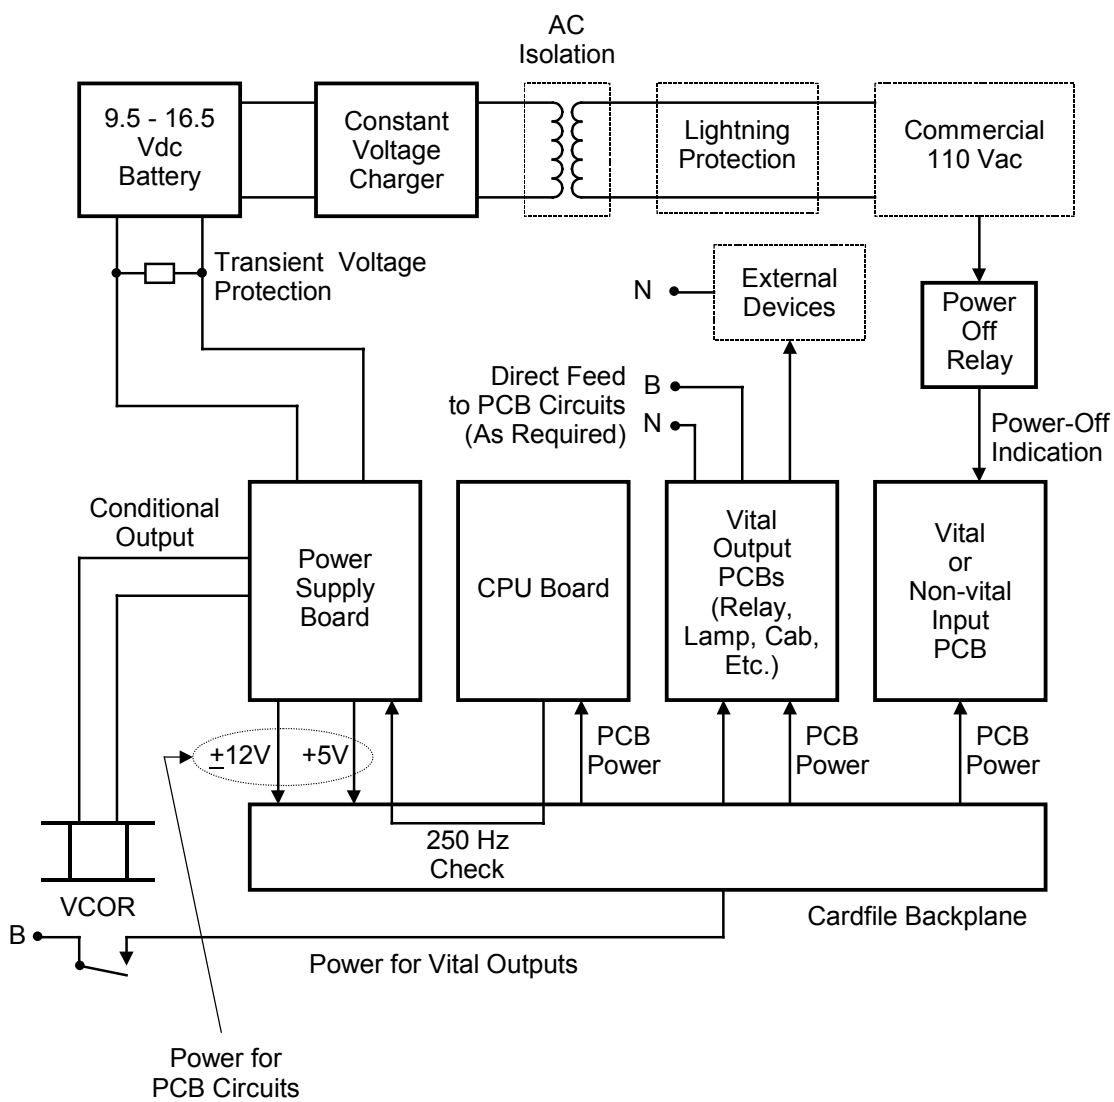 AC
Isolation
9.5 - 16.5
Vdc
Battery
Constant
Voltage
Charger
Lightning
Protection
Commercial
110 Vac
Transient Voltage
Protection
N
External
Devices
Power
Off
Relay
Direct Feed
to PCB Circuits
(As Required)
B
N
Power-Off
Indication
Conditional
Output
Power
Supply
Board
CPU Board
Vital
Output
PCBs
(Relay,
Lamp, Cab,
Etc.)
Vital
or
Non-vital
Input
PCB
±12V
+5V
PCB
Power
PCB
Power
PCB
Power
250 Hz
Check
VCOR
Cardfile Backplane
B
Power for Vital Outputs
Power for
PCB Circuits